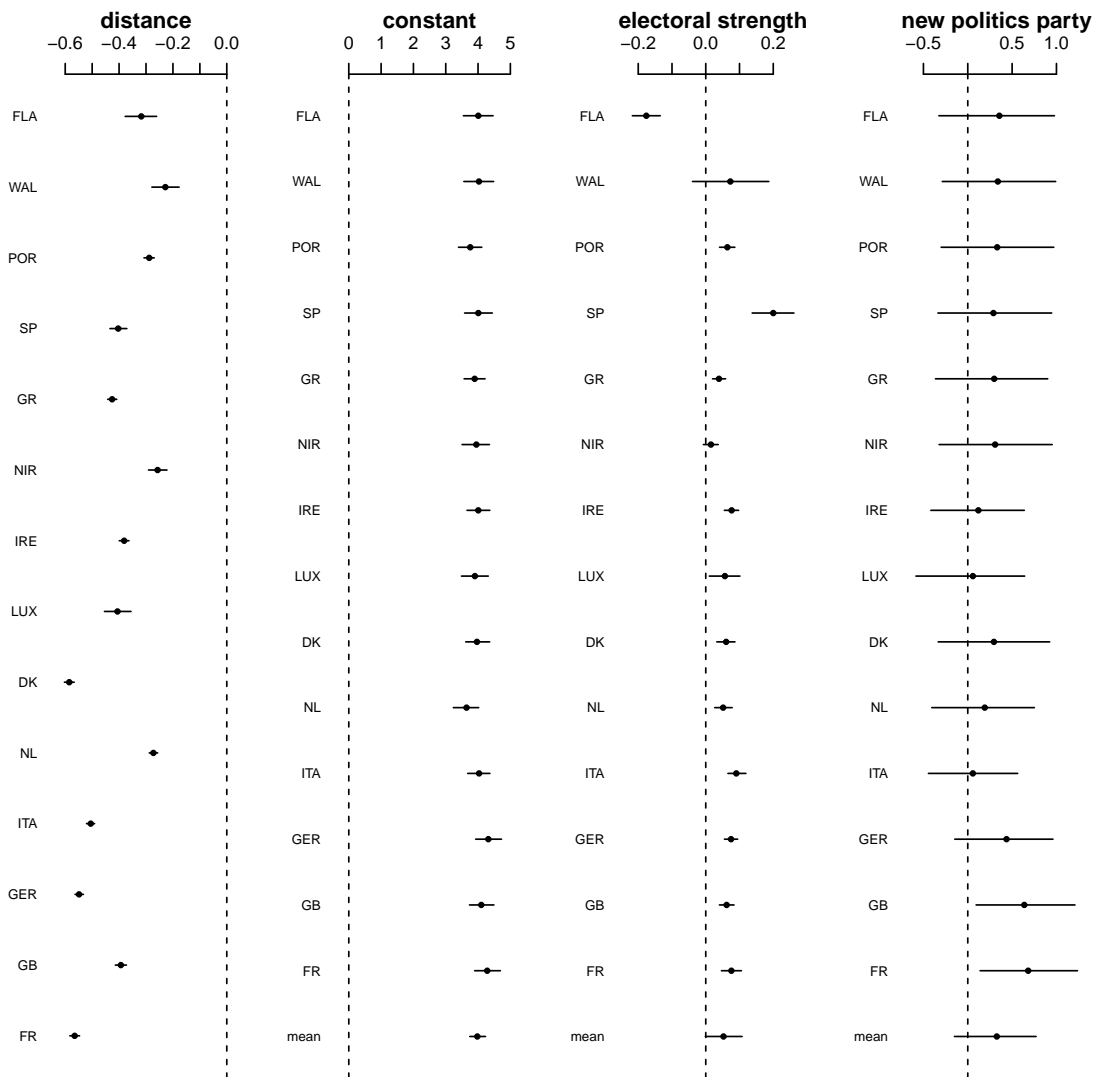 distance
−0.6 −0.4 −0.2 0.0
FLA
WAL
POR
SP
GR
NIR
IRE
LUX
DK
NL
ITA
GER
GB
FR
constant
0 1 2 3 4 5
FLA
WAL
POR
SP
GR
NIR
IRE
LUX
DK
NL
ITA
GER
GB
FR
mean
electoral strength
−0.2 0.0 0.2
FLA
WAL
POR
SP
GR
NIR
IRE
LUX
DK
NL
ITA
GER
GB
FR
mean
new politics party
−0.5 0.5 1.0
FLA
WAL
POR
SP
GR
NIR
IRE
LUX
DK
NL
ITA
GER
GB
FR
mean